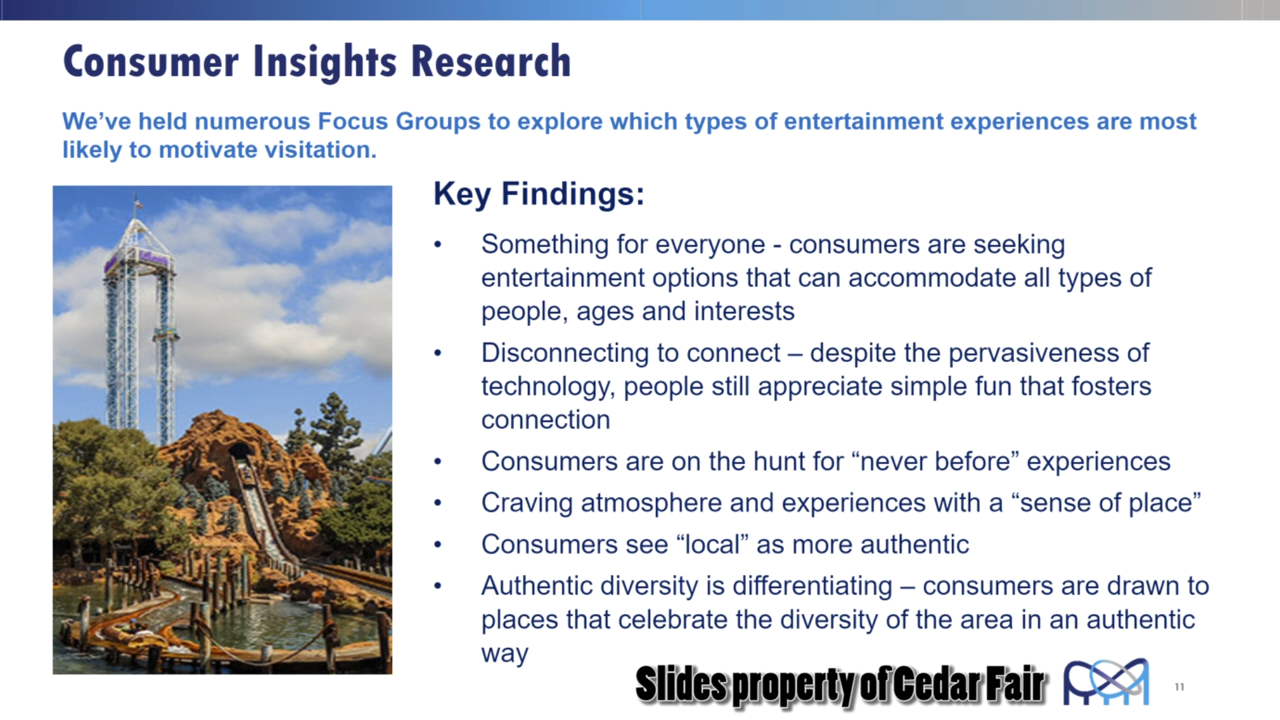 Consumer Insights Research
We’ve held numerous Focus Groups to explore which types of entertainment experiences are most
likely to motivate visitation.
Key Findings:
• Something for everyone - consumers are seeking
entertainment options that can accommodate all types of
people, ages and interests
• Disconnecting to connect – despite the pervasiveness of
technology, people still appreciate simple fun that fosters
connection
• Consumers are on the hunt for “never before” experiences
• Craving atmosphere and experiences with a “sense of place”
• Consumers see “local” as more authentic
• Authentic diversity is differentiating – consumers are drawn to
places that celebrate the diversity of the area in an authentic
way
Slides property of Cedar Fair
11